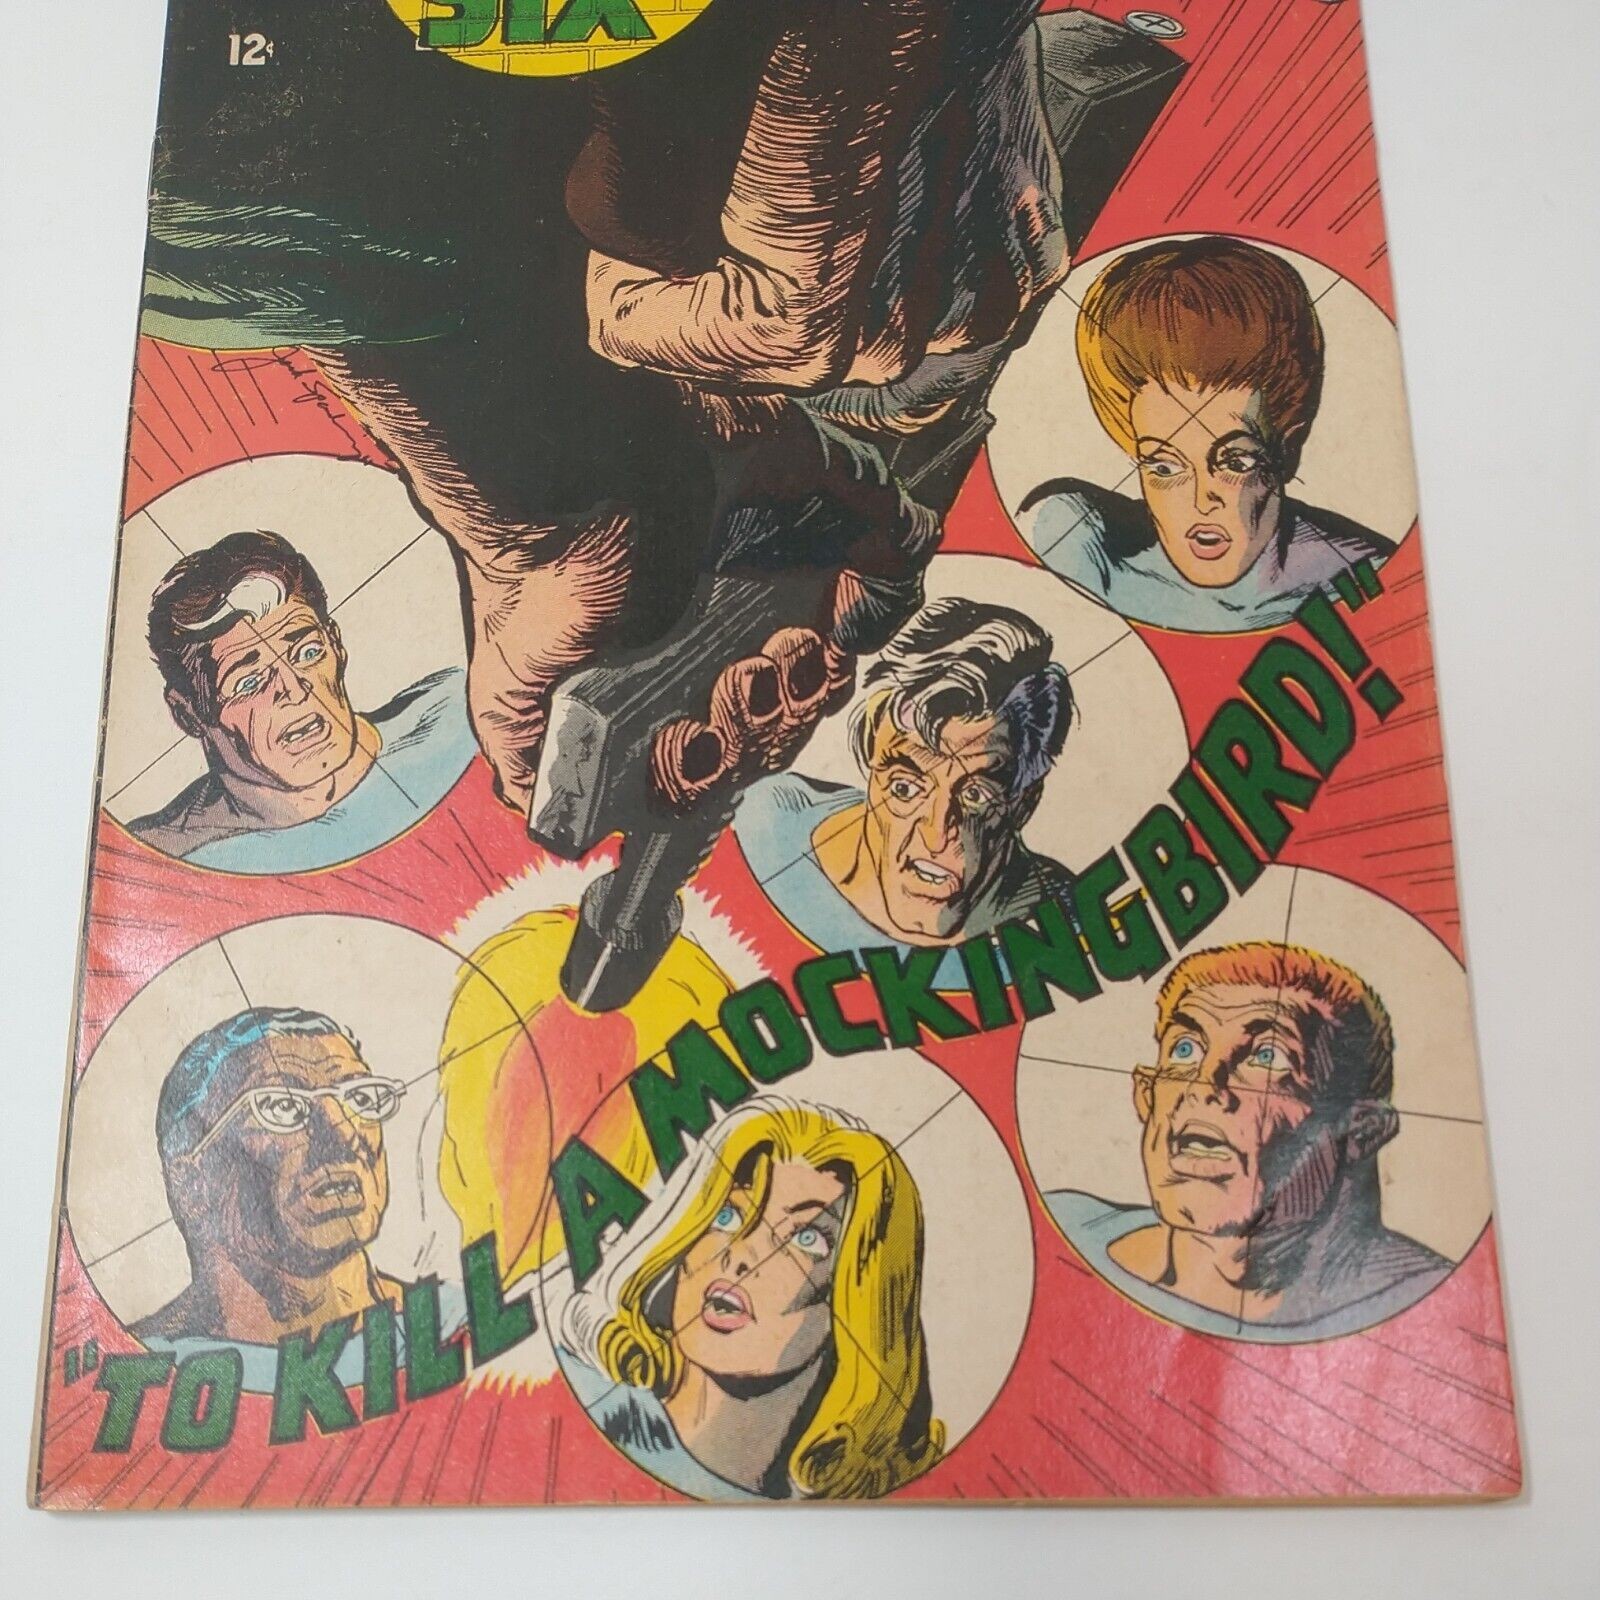 SIX
12¢
"TO KILL A MOCKINGBIRD!"